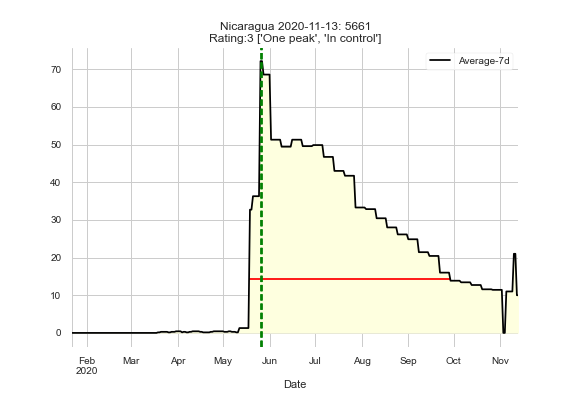 Nicaragua 2020-11-13: 5661
Rating:3 ['One peak', 'In control']
Average-7d
70
60
50
40
30
20
10
0
Feb Mar Apr May Jun Jul Aug Sep Oct Nov
2020
Date